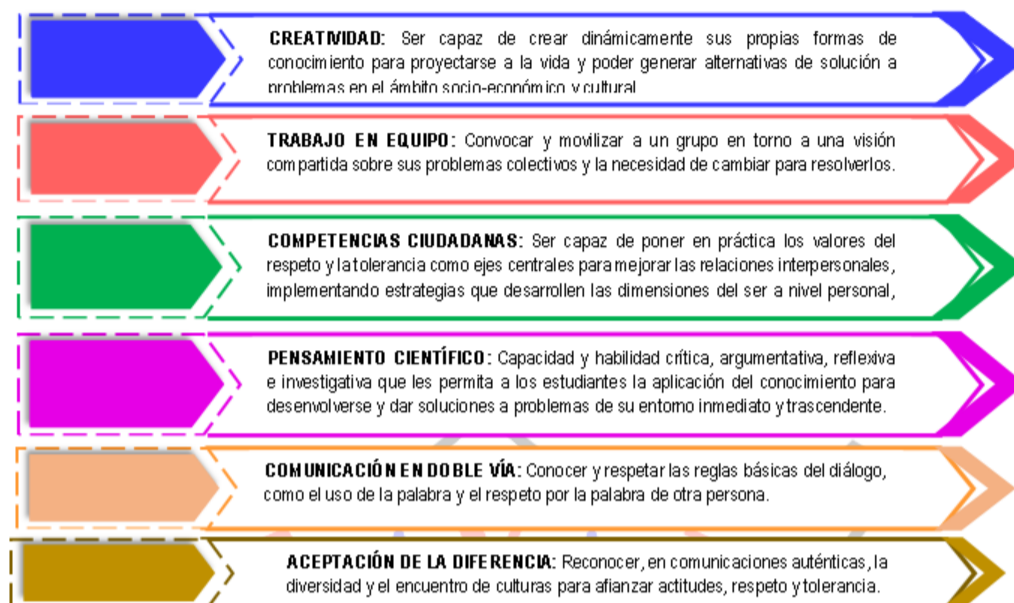 CREATIVIDAD: Ser capaz de crear dinámicamente sus propias formas de
conocimiento para proyectarse a la vida y poder generar alternativas de solución a
problemas en el ámbito socio-económico y cultural
TRABAJO EN EQUIPO: Convocar y movilizar a un grupo en torno a una visión
compartida sobre sus problemas colectivos y la necesidad de cambiar para resolverlos.
COMPETENCIAS CIUDADANAS: Ser capaz de poner en práctica los valores del
respeto y la tolerancia como ejes centrales para mejorar las relaciones interpersonales,
implementando estrategias que desarrollen las dimensiones del ser a nivel personal,
PENSAMIENTO CIENTÍFICO: Capacidad y habilidad crítica, argumentativa, reflexiva
e investigativa que les permita a los estudiantes la aplicación del conocimiento para
desenvolverse y dar soluciones a problemas de su entorno inmediato y trascendente.
COMUNICACIÓN EN DOBLE VÍA: Conocer y respetar las reglas básicas del diálogo,
como el uso de la palabra y el respeto por la palabra de otra persona.
ACEPTACIÓN DE LA DIFERENCIA: Reconocer, en comunicaciones auténticas, la
diversidad y el encuentro de culturas para afianzar actitudes, respeto y tolerancia.